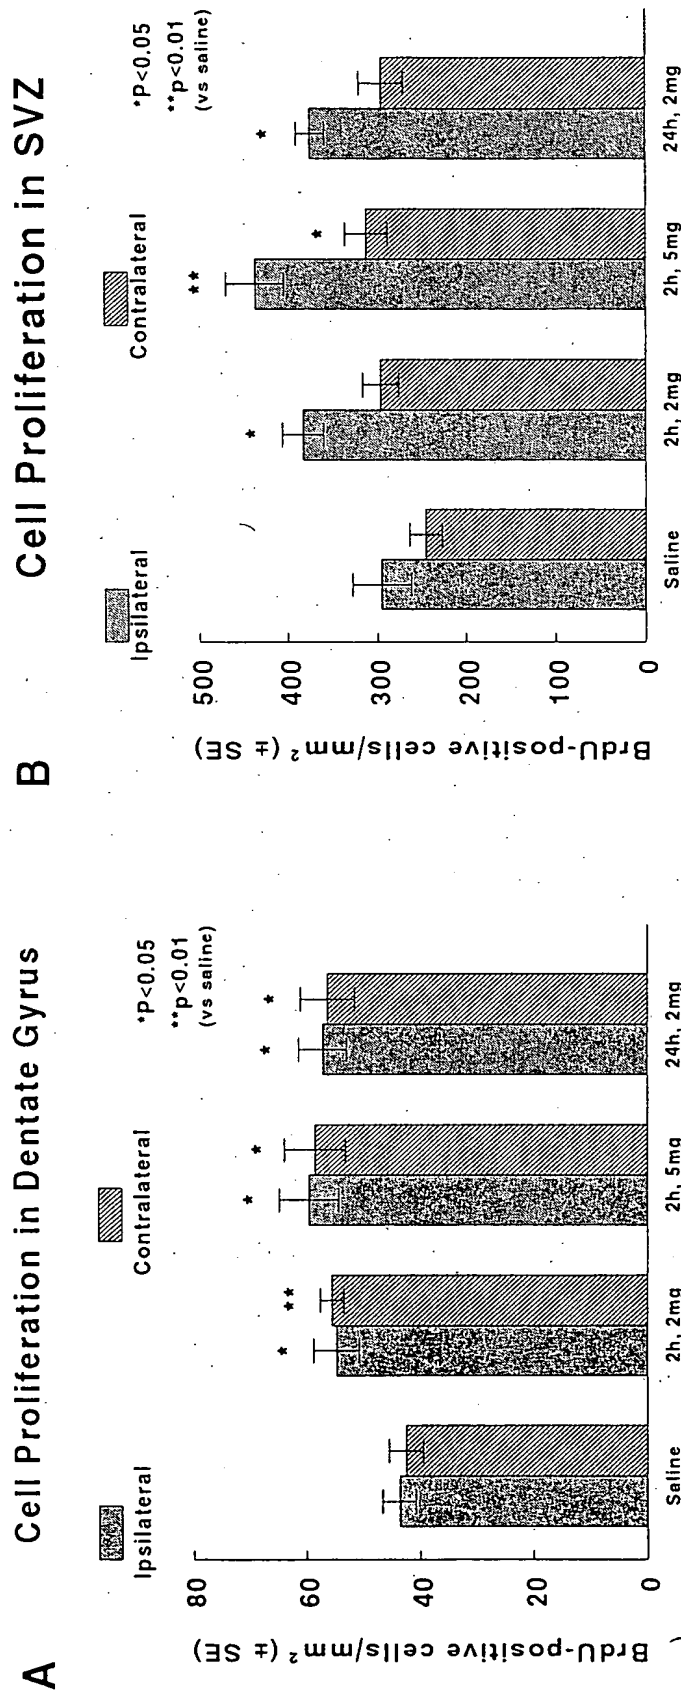 A
Cell Proliferation in Dentate Gyrus
Ipsilateral
Contralateral
*P<0.05
**p<0.01
(vs saline)
BrdU-positive cells/mm² (± SE)
80
60
40
20
0
*
**
*
*
*
*
Saline
2h, 2mg
2h, 5mg
24h, 2mg
B
Cell Proliferation in SVZ
Ipsilateral
Contralateral
*P<0.05
**p<0.01
(vs saline)
BrdU-positive cells/mm² (± SE)
500
400
300
200
100
0
*
**
*
*
Saline
2h, 2mg
2h, 5mg
24h, 2mg